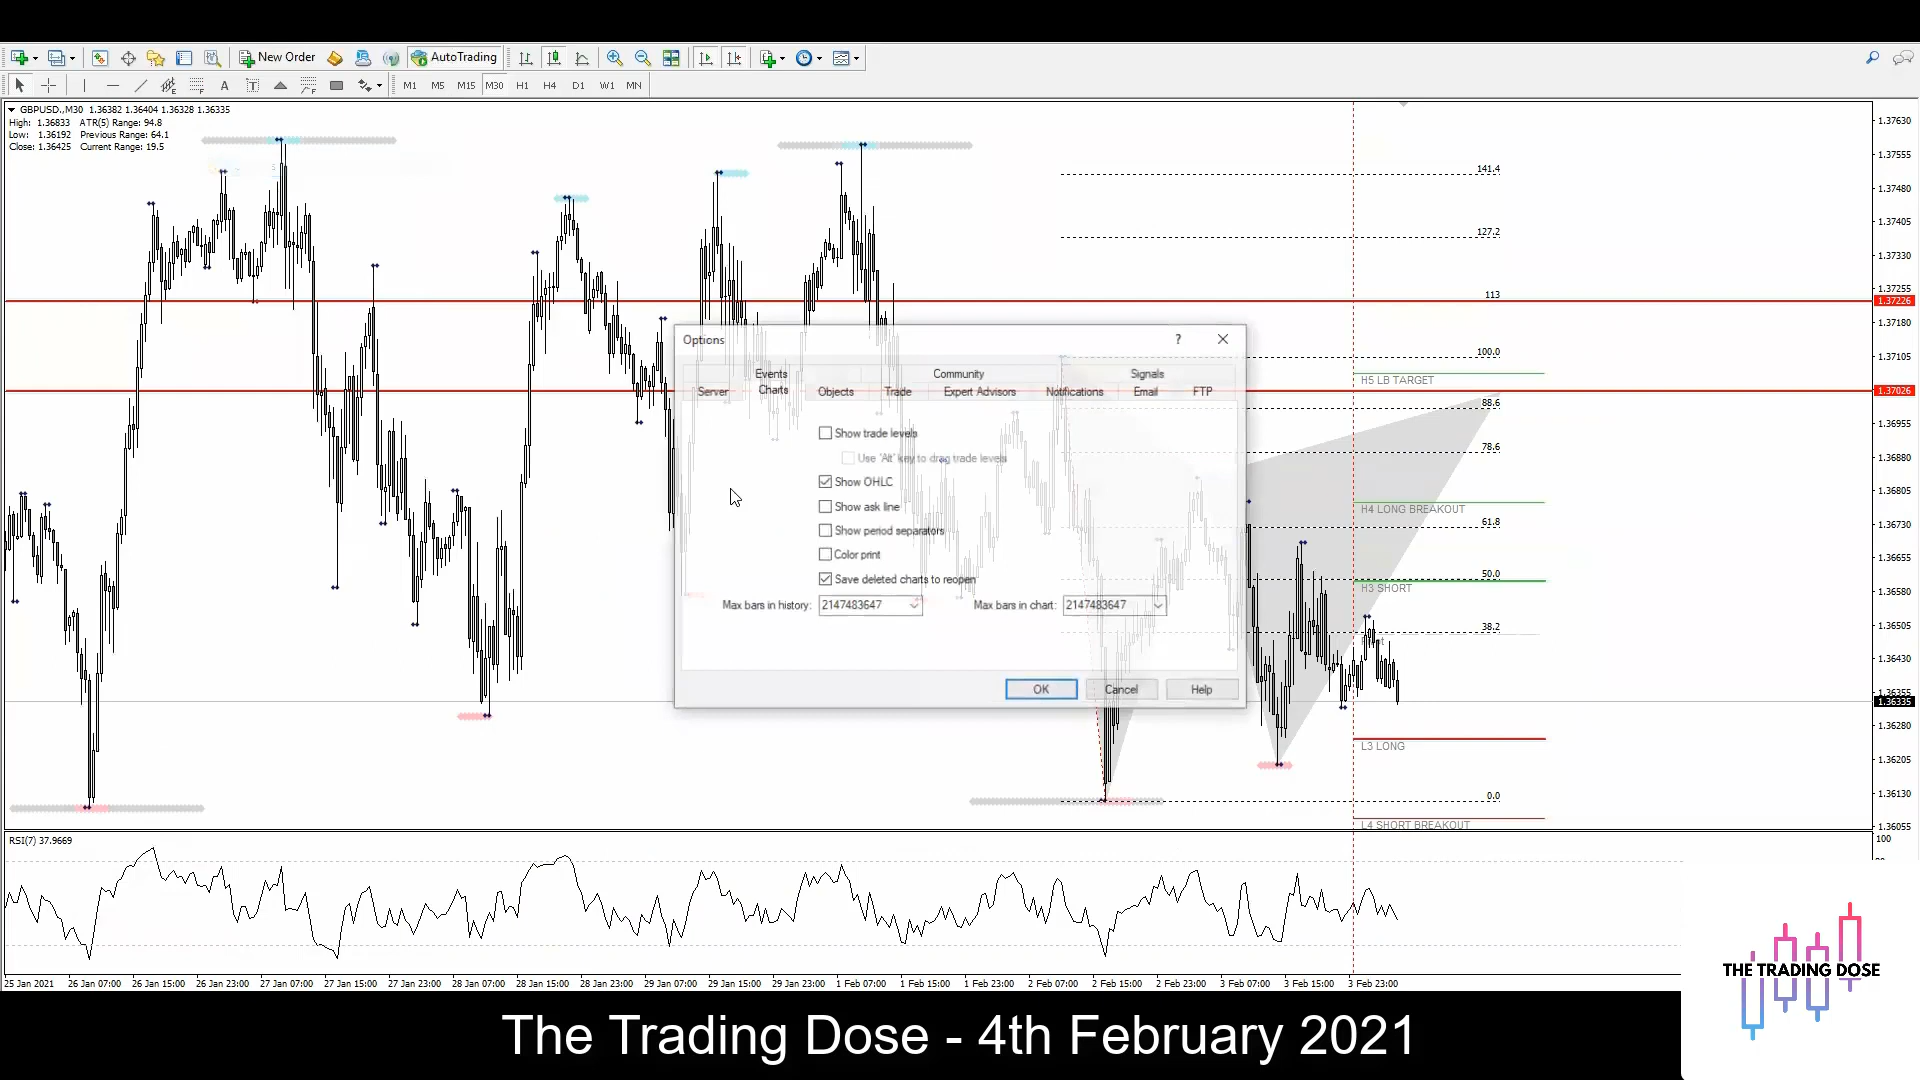 New Order
AutoTrading
A
T
F
F
M1 M5 M15 M30 H1 H4 D1 W1 MN
GBPUSD.,M30 1.36382 1.36404 1.36328 1.36335
High: 1.36833 ATR(5) Range: 94.8
Low: 1.36192 Previous Range: 64.1
Close: 1.36425 Current Range: 19.5
1.37630
1.37555
141.4
1.37480
1.37405
127.2
1.37330
1.37255
113
1.37226
1.37180
Options
?
100.0
1.37105
H5 LB TARGET
Events Community Signals
Server Charts Objects Trade Expert Advisors Notifications Email FTP
1.37026
88.6
1.36955
Show trade levels
78.6
Use 'Alt' key to drag trade levels
1.36880
Show OHLC
1.36805
Show ask line
H4 LONG BREAKOUT
61.8
1.36730
Show period separators
Color print
1.36655
50.0
Save deleted charts to reopen
H3 SHORT
1.36580
Max bars in history: 2147483647 Max bars in chart: 2147483647
38.2
1.36505
1.36430
OK Cancel Help
1.36355
1.36335
1.36280
L3 LONG
1.36205
1.36130
0.0
L4 SHORT BREAKOUT
1.36055
RSI(7) 37.9669
100
25 Jan 2021 26 Jan 07:00 26 Jan 15:00 26 Jan 23:00 27 Jan 07:00 27 Jan 15:00 27 Jan 23:00 28 Jan 07:00 28 Jan 15:00 28 Jan 23:00 29 Jan 07:00 29 Jan 15:00 29 Jan 23:00 1 Feb 07:00 1 Feb 15:00 1 Feb 23:00 2 Feb 07:00 2 Feb 15:00 2 Feb 23:00 3 Feb 07:00 3 Feb 15:00 3 Feb 23:00
THE TRADING DOSE
The Trading Dose - 4th February 2021